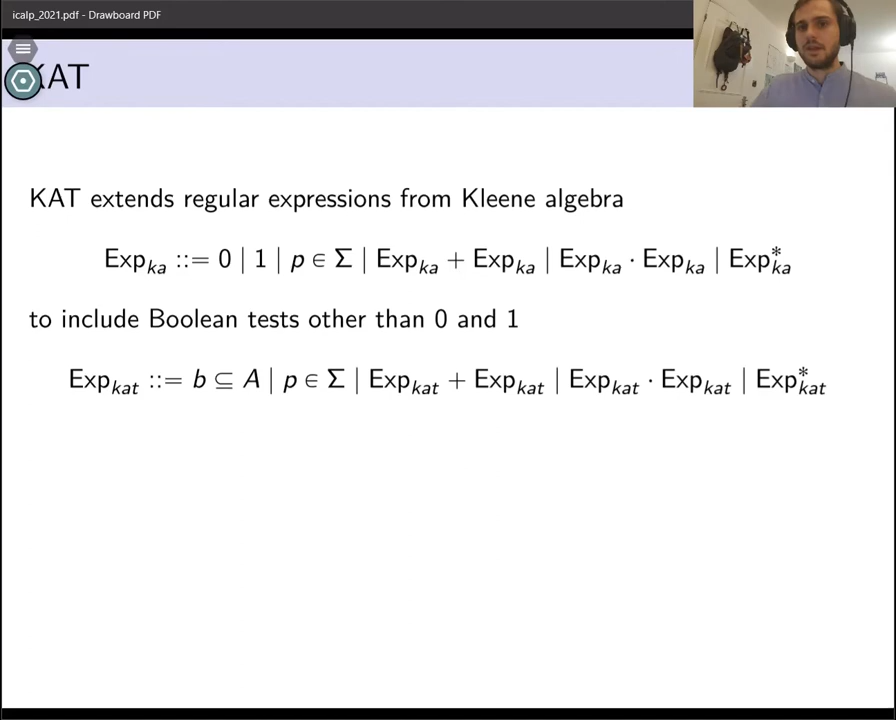 icalp_2021.pdf - Drawboard PDF
KAT
KAT extends regular expressions from Kleene algebra
Exp_ka ::= 0 | 1 | p ∈ Σ | Exp_ka + Exp_ka | Exp_ka · Exp_ka | Exp*_ka
to include Boolean tests other than 0 and 1
Exp_kat ::= b ⊆ A | p ∈ Σ | Exp_kat + Exp_kat | Exp_kat · Exp_kat | Exp*_kat